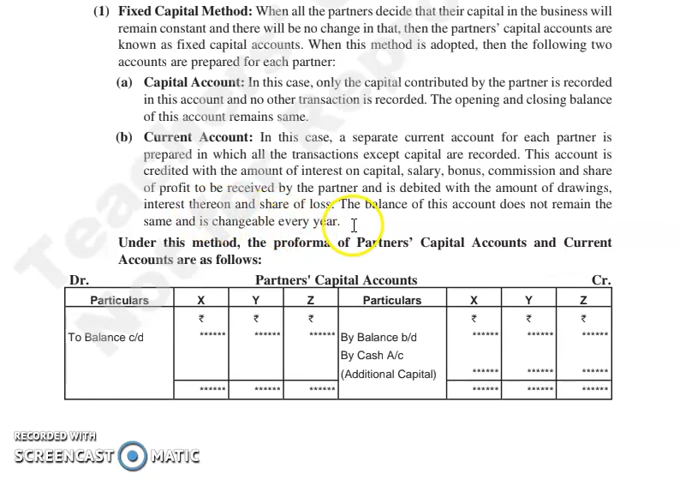 (1) Fixed Capital Method: When all the partners decide that their capital in the business will
remain constant and there will be no change in that, then the partners' capital accounts are
known as fixed capital accounts. When this method is adopted, then the following two
accounts are prepared for each partner:
(a) Capital Account: In this case, only the capital contributed by the partner is recorded
in this account and no other transaction is recorded. The opening and closing balance
of this account remains same.
(b) Current Account: In this case, a separate current account for each partner is
prepared in which all the transactions except capital are recorded. This account is
credited with the amount of interest on capital, salary, bonus, commission and share
of profit to be received by the partner and is debited with the amount of drawings,
interest thereon and share of loss. The balance of this account does not remain the
same and is changeable every year.
Under this method, the proforma of Partners' Capital Accounts and Current
Accounts are as follows:
Dr. Partners' Capital Accounts Cr.
Particulars X Y Z Particulars X Y Z
₹ ₹ ₹ ₹ ₹ ₹
To Balance c/d ****** ****** ****** By Balance b/d ****** ****** ******
By Cash A/c
(Additional Capital) ****** ****** ******
****** ****** ****** ****** ****** ******
RECORDED WITH
SCREENCAST MATIC